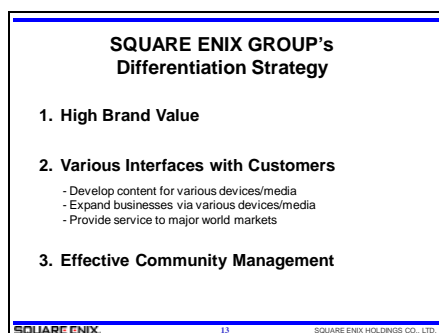 SQUARE ENIX GROUP's
Differentiation Strategy
1. High Brand Value
2. Various Interfaces with Customers
- Develop content for various devices/media
- Expand businesses via various devices/media
- Provide service to major world markets
3. Effective Community Management
SQUARE ENIX.
13
SQUARE ENIX HOLDINGS CO., LTD.